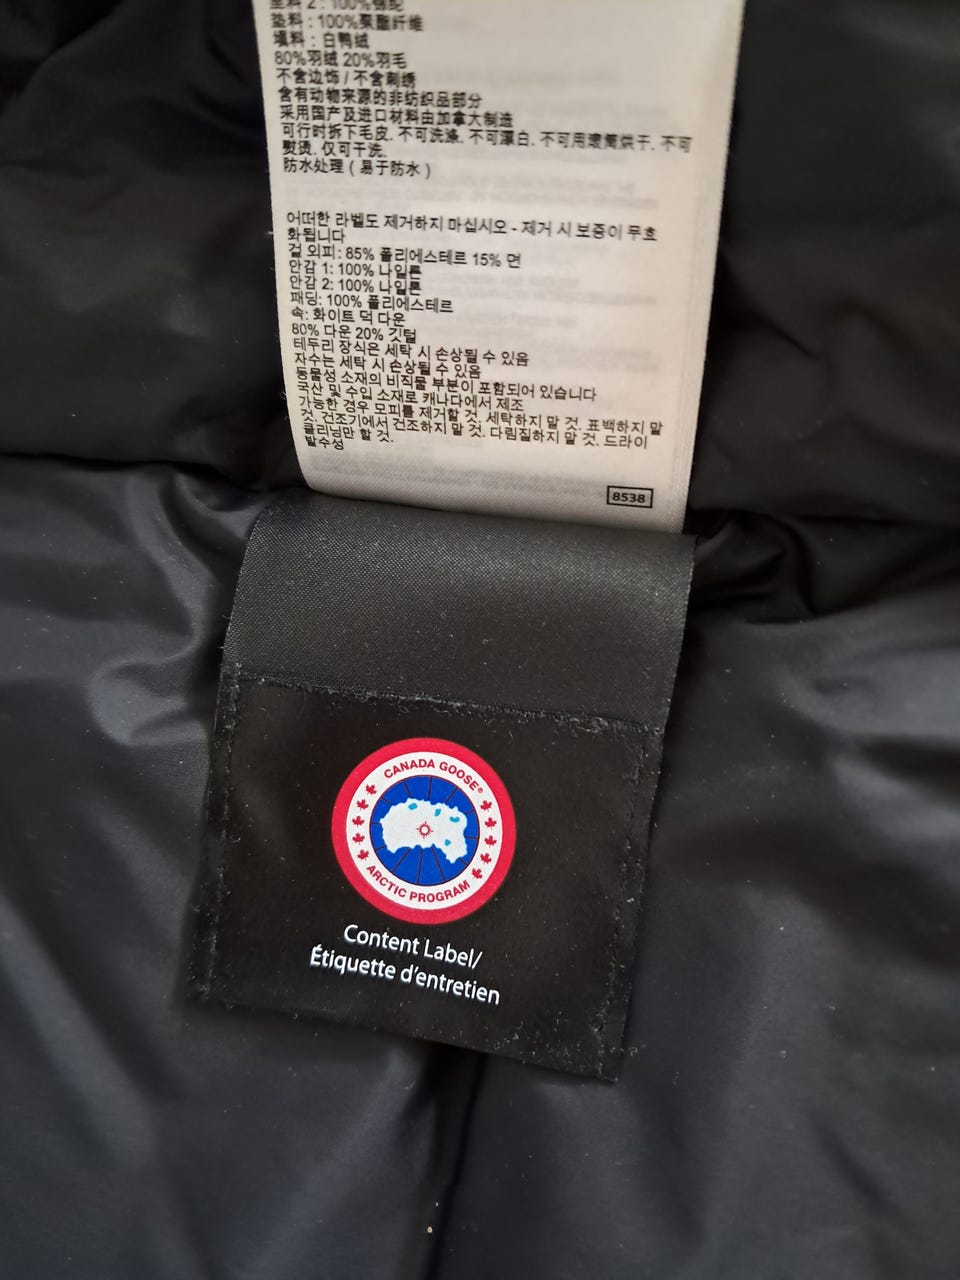 里料 2 : 100%锦纶
垫料 : 100%聚酯纤维
填料 : 白鸭绒
80%羽绒 20%羽毛
不含边饰 / 不含刺绣
含有动物来源的非纺织品部分
采用国产及进口材料由加拿大制造
可行时拆下毛皮. 不可洗涤. 不可漂白. 不可用滚筒烘干. 不可
熨烫. 仅可干洗.
防水处理 ( 易于防水 )
어떠한 라벨도 제거하지 마십시오 - 제거 시 보증이 무효
화됩니다
겉 외피: 85% 폴리에스테르 15% 면
안감 1: 100% 나일론
안감 2: 100% 나일론
패딩: 100% 폴리에스테르
속: 화이트 덕 다운
80% 다운 20% 깃털
테두리 장식은 세탁 시 손상될 수 있음
자수는 세탁 시 손상될 수 있음
동물성 소재의 비직물 부분이 포함되어 있습니다
국산 및 수입 소재로 캐나다에서 제조
가능한 경우 모피를 제거할 것. 세탁하지 말 것. 표백하지 말
것. 건조기에서 건조하지 말 것. 다림질하지 말 것. 드라이
클리닝만 할 것.
발수성
8538
CANADA GOOSE®
ARCTIC PROGRAM
Content Label/
Étiquette d'entretien